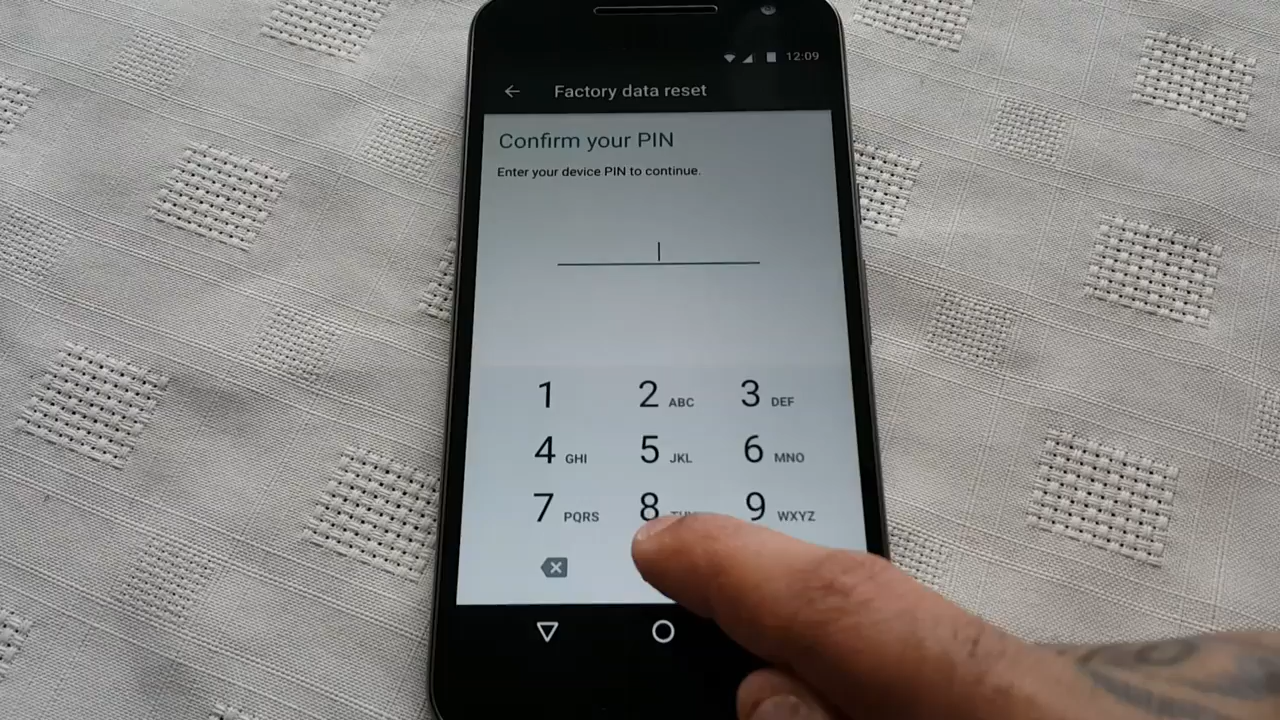 12:09
Factory data reset
Confirm your PIN
Enter your device PIN to continue.
1 2 ABC 3 DEF
4 GHI 5 JKL 6 MNO
7 PQRS 8 9 WXYZ